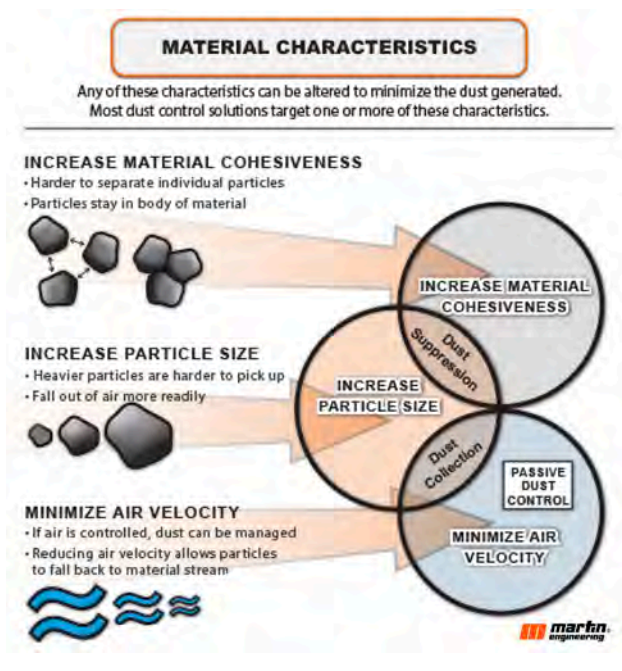 MATERIAL CHARACTERISTICS
Any of these characteristics can be altered to minimize the dust generated.
Most dust control solutions target one or more of these characteristics.
INCREASE MATERIAL COHESIVENESS
• Harder to separate individual particles
• Particles stay in body of material
INCREASE MATERIAL
COHESIVENESS
Dust
Suppression
INCREASE PARTICLE SIZE
• Heavier particles are harder to pick up
• Fall out of air more readily
INCREASE
PARTICLE SIZE
Dust
Collection
PASSIVE
DUST
CONTROL
MINIMIZE AIR VELOCITY
• If air is controlled, dust can be managed
• Reducing air velocity allows particles
to fall back to material stream
MINIMIZE AIR
VELOCITY
martin
engineering